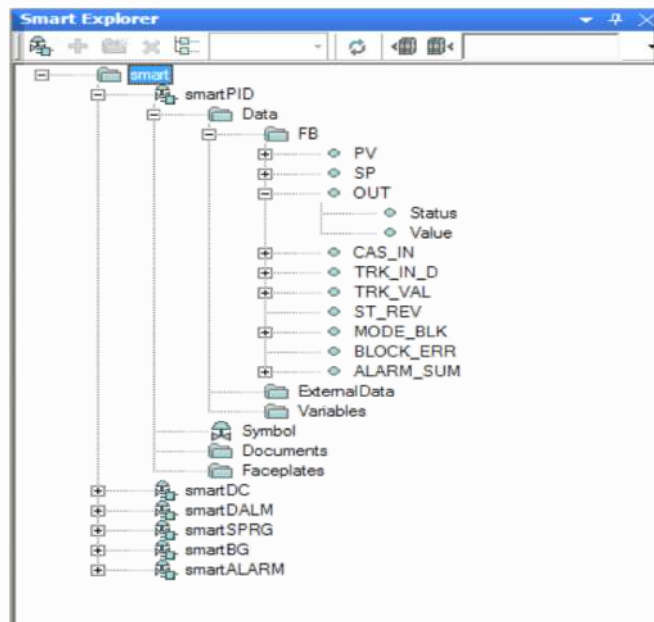 Smart Explorer
smart
smartPID
Data
FB
PV
SP
OUT
Status
Value
CAS_IN
TRK_IN_D
TRK_VAL
ST_REV
MODE_BLK
BLOCK_ERR
ALARM_SUM
ExternalData
Variables
Symbol
Documents
Faceplates
smartDC
smartDALM
smartSPRG
smartBG
smartALARM